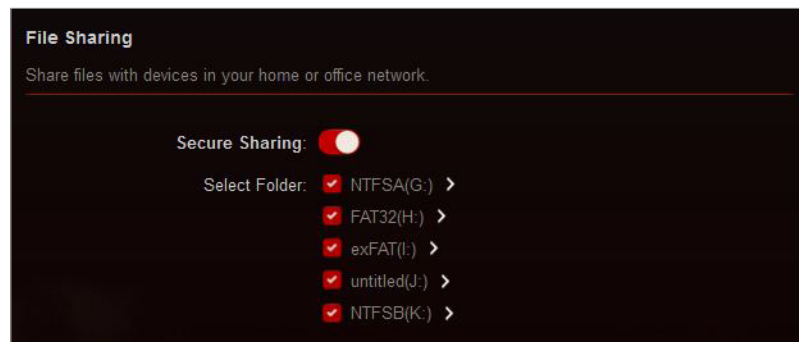 File Sharing
Share files with devices in your home or office network.
Secure Sharing:
Select Folder: NTFSA(G:)
FAT32(H:)
exFAT(I:)
untitled(J:)
NTFSB(K:)